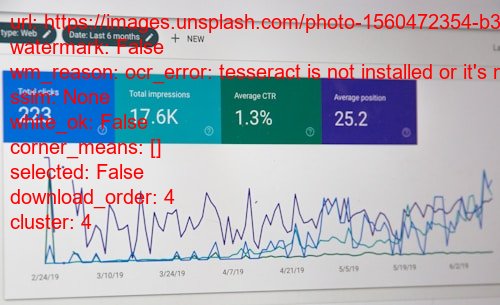 url: https://images.unsplash.com/photo-1560472354-b3
type: Web
Date: Last 6 months
+ NEW
watermark: False
wm_reason: ocr_error: tesseract is not installed or it's
ssim: None
Total clicks
223
Total impressions
17.6K
Average CTR
1.3%
Average position
25.2
white_ok: False
corner_means: []
selected: False
download_order: 4
cluster: 4
2/24/19
3/10/19
3/24/19
4/7/19
4/21/19
5/5/19
5/19/19
6/2/19